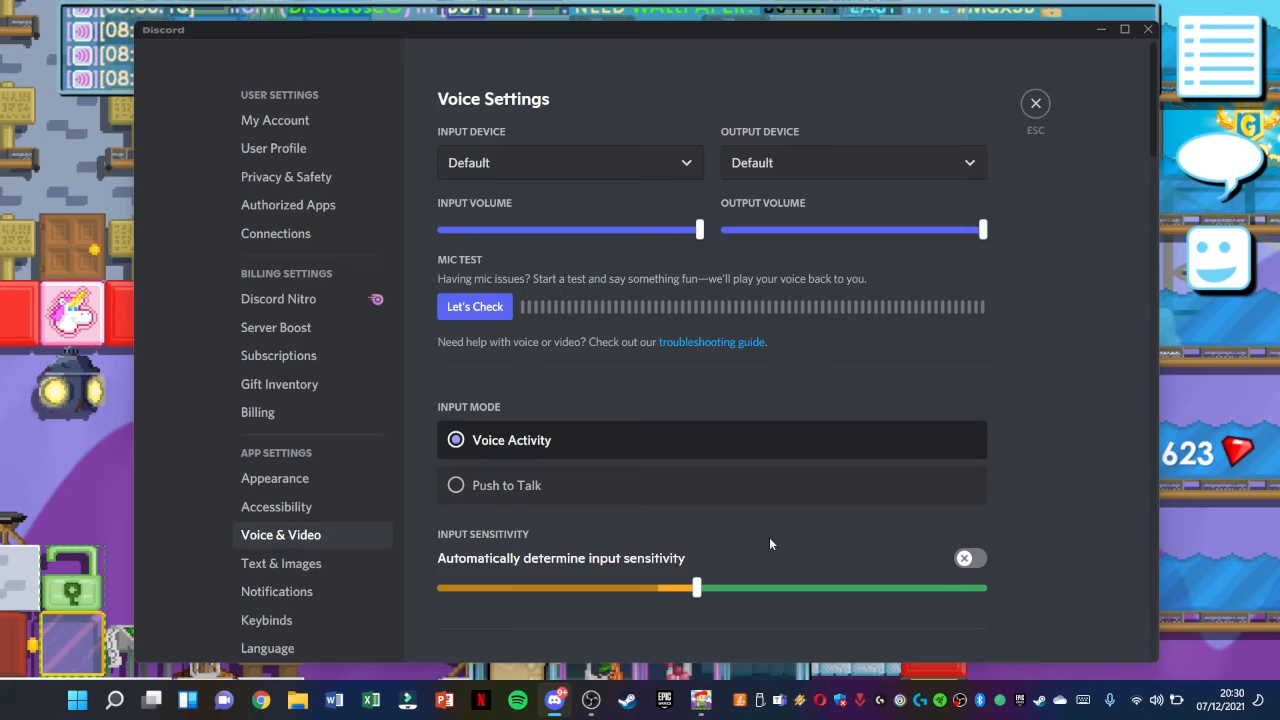 [08:
[08:
[08:
[08:
Discord
USER SETTINGS
My Account
User Profile
Privacy & Safety
Authorized Apps
Connections
BILLING SETTINGS
Discord Nitro
Server Boost
Subscriptions
Gift Inventory
Billing
APP SETTINGS
Appearance
Accessibility
Voice & Video
Text & Images
Notifications
Keybinds
Language
Voice Settings
ESC
INPUT DEVICE
OUTPUT DEVICE
Default
Default
INPUT VOLUME
OUTPUT VOLUME
MIC TEST
Having mic issues? Start a test and say something fun—we'll play your voice back to you.
Let's Check
Need help with voice or video? Check out our troubleshooting guide.
INPUT MODE
Voice Activity
Push to Talk
INPUT SENSITIVITY
Automatically determine input sensitivity
G
623
20:30
07/12/2021